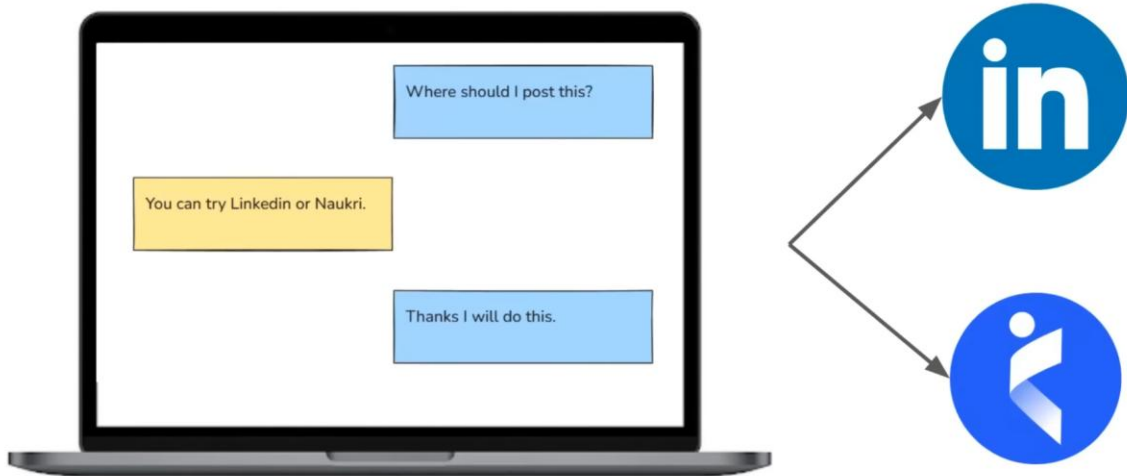 Where should I post this?
in
You can try Linkedin or Naukri.
Thanks I will do this.